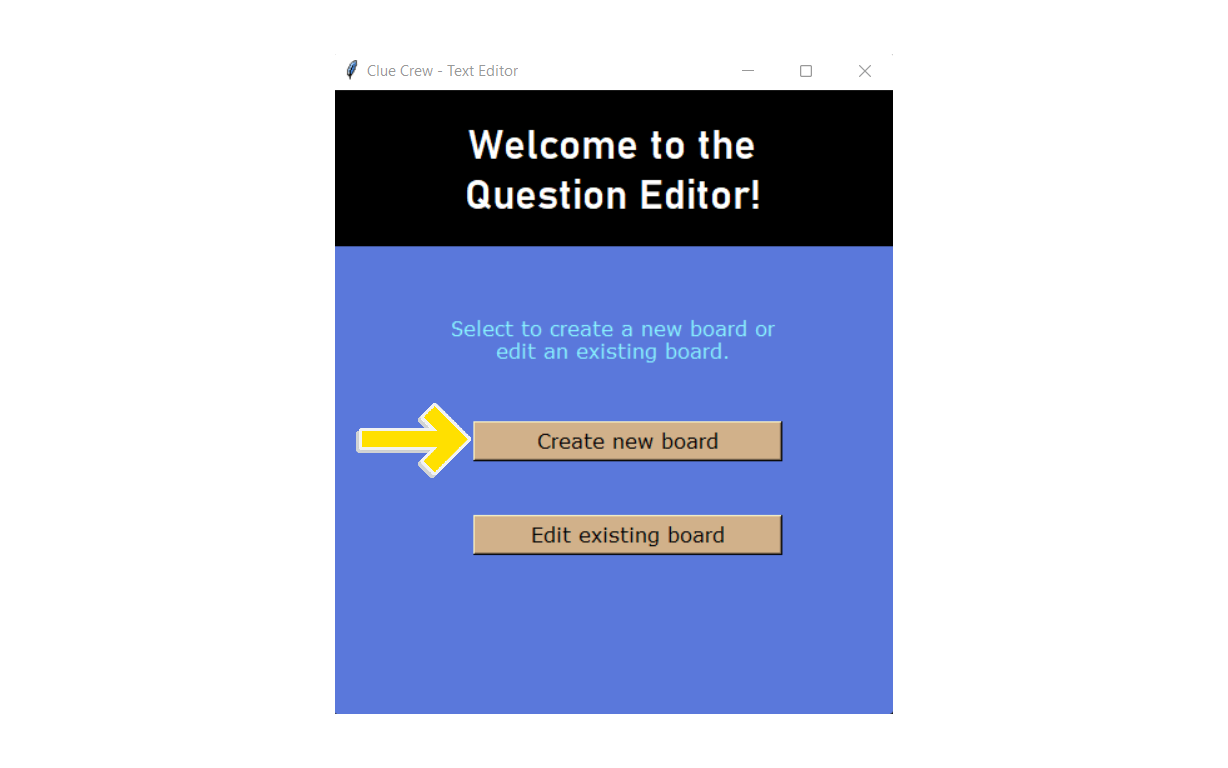 Clue Crew - Text Editor
Welcome to the
Question Editor!
Select to create a new board or
edit an existing board.
Create new board
Edit existing board